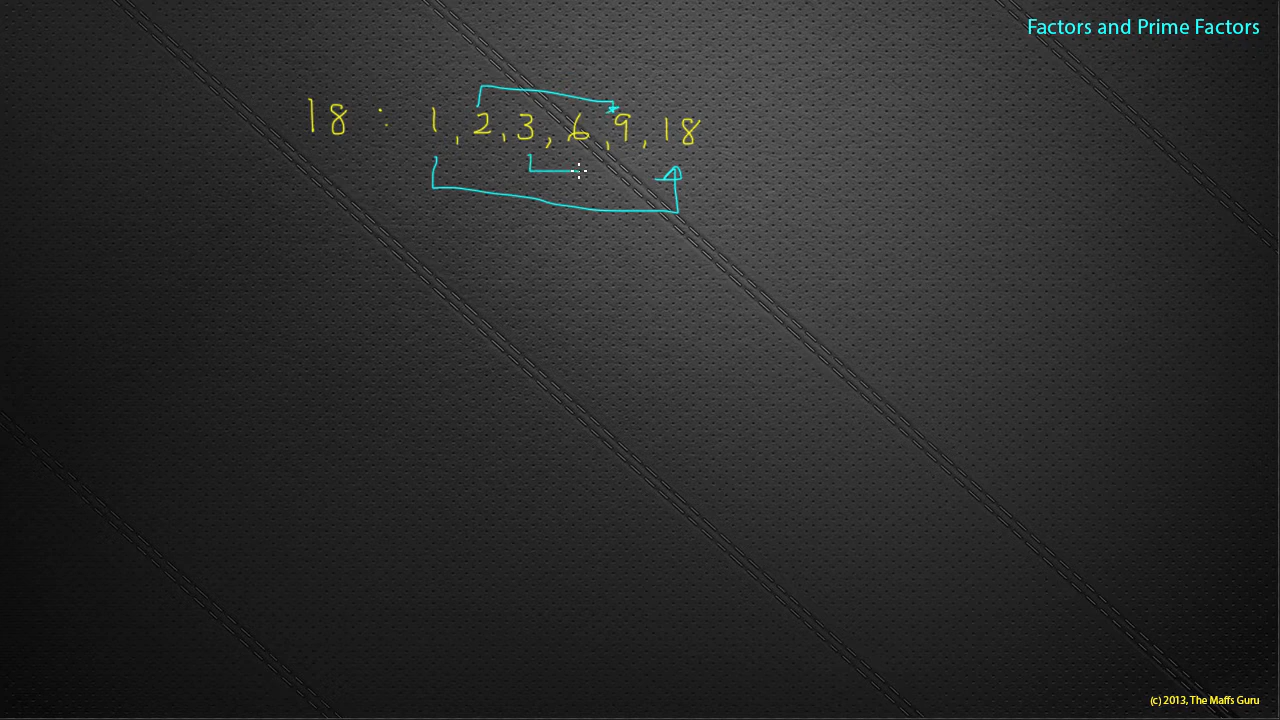 Factors and Prime Factors
18 : 1, 2, 3, 6, 9, 18
(c) 2013, The Maffs Guru